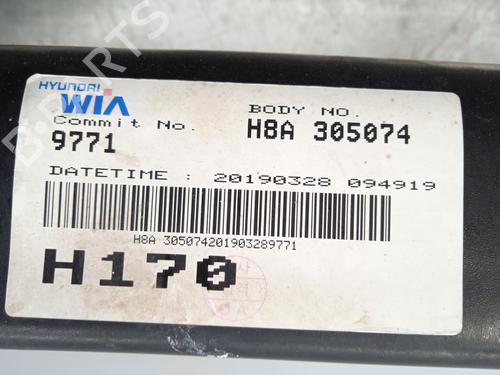 HYUNDAI
WIA
BODY NO.
Commit No.
H8A 305074
9771
DATETIME : 20190328 094919
H8A 305074201903289771
H170